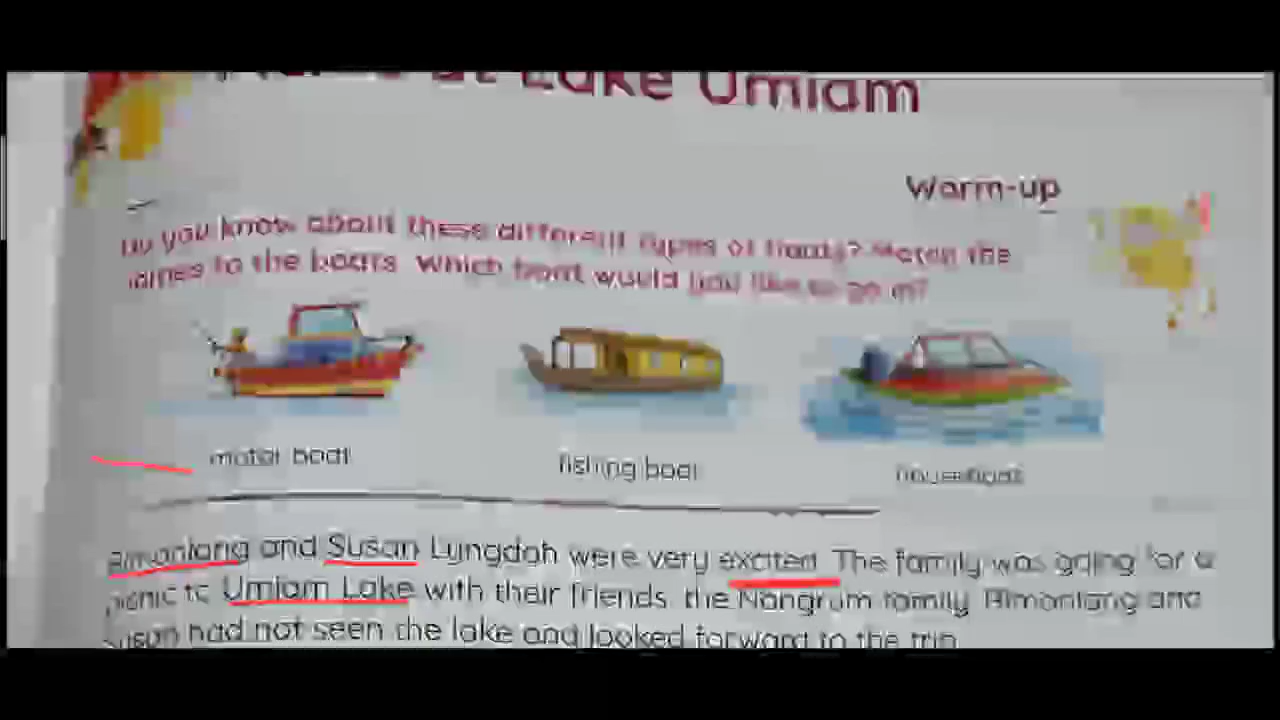 at Lake Umiam
Warm-up
Do you know about these different types of boats? Match the
names to the boats. Which boat would you like to go in?
motor boat
fishing boat
houseboat
Bimonlang and Susan Lyngdoh were very excited. The family was going for a
picnic to Umiam Lake with their friends, the Nongrum family. Bimonlang and
Susan had not seen the lake and looked forward to the trip.